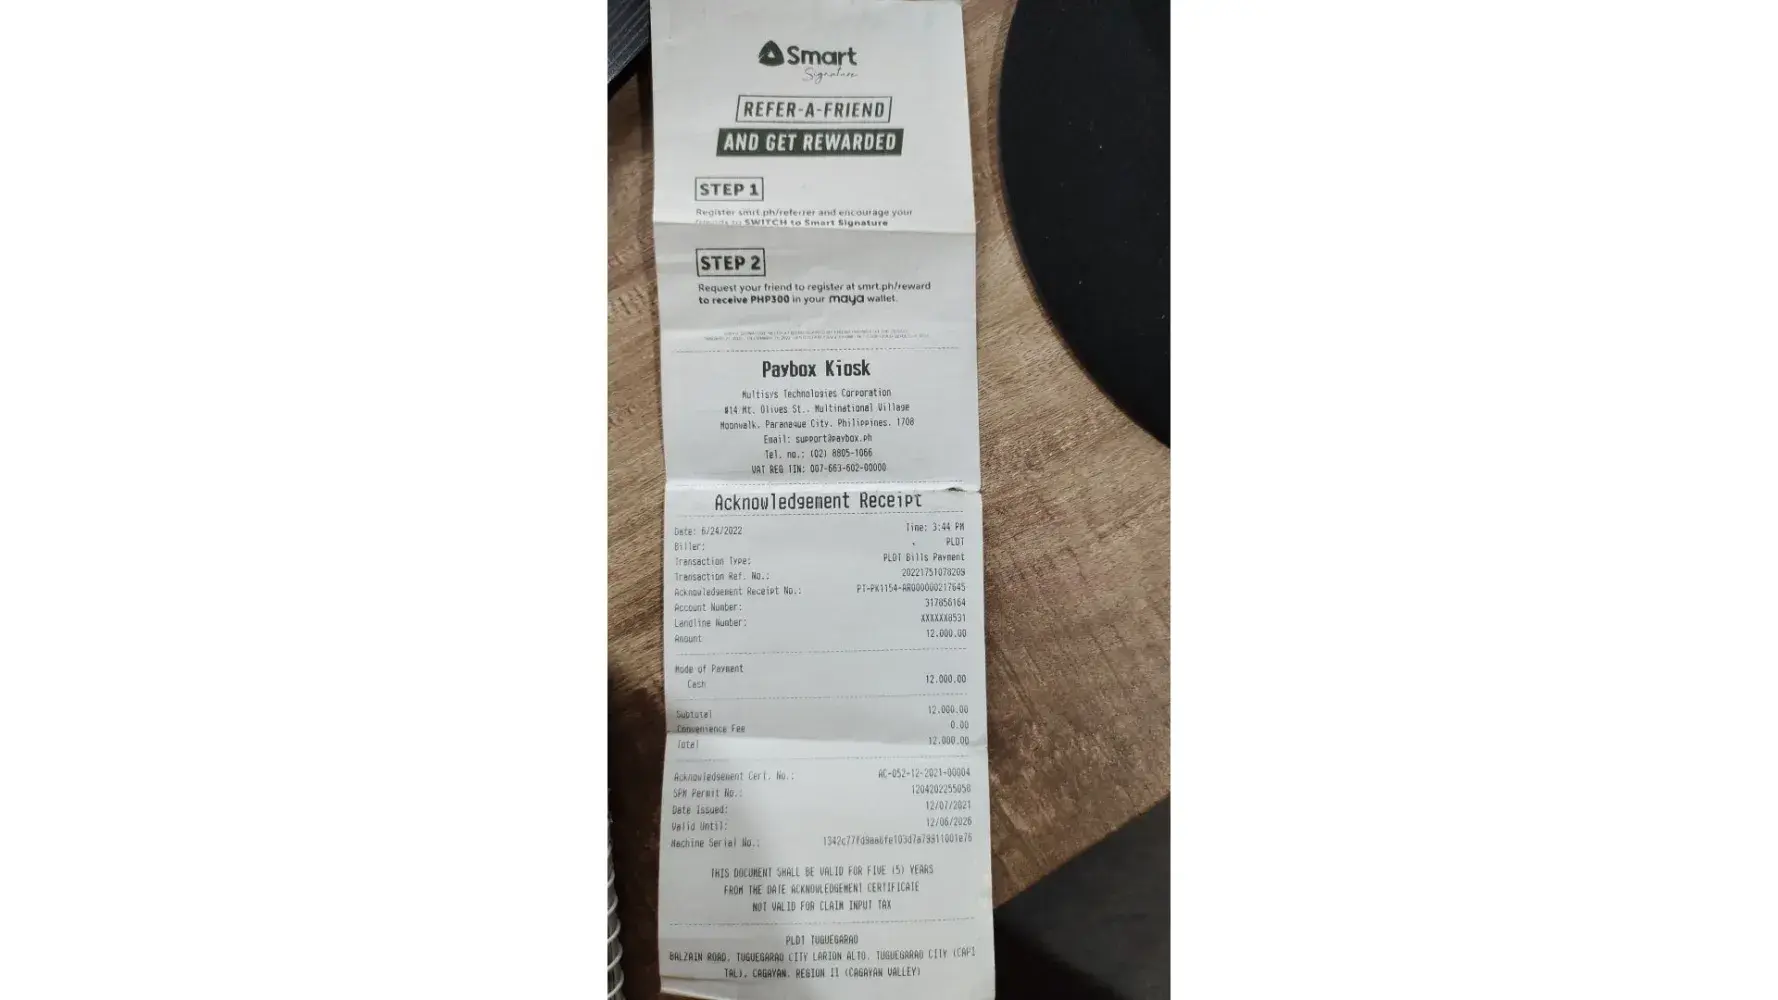 Smart
Signature
REFER-A-FRIEND
AND GET REWARDED
STEP 1
Register smrt.ph/referrer and encourage your
friends to SWITCH to Smart Signature
STEP 2
Request your friend to register at smrt.ph/reward
to receive PHP300 in your maya wallet.
Paybox Kiosk
Multisys Technologies Corporation
#14 Mt. Olives St., Multinational Village
Moonwalk, Paranaque City, Philippines, 1708
Email: support@paybox.ph
Tel. no.: (02) 8805-1066
VAT REG TIN: 007-663-602-00000
Acknowledgement Receipt
Date: 6/24/2022 Time: 3:44 PM
Biller: PLDT
Transaction Type: PLDT Bills Payment
Transaction Ref. No.: 20221751078209
Acknowledgement Receipt No.: PT-PK1154-AR000000217645
Account Number: 317856164
Landline Number: XXXXXX0531
Amount 12,000.00
Mode of Payment
Cash 12,000.00
Subtotal 12,000.00
Convenience Fee 0.00
Total 12,000.00
Acknowledgement Cert. No.: AC-052-12-2021-00004
SPM Permit No.: 1204202255058
Date Issued: 12/07/2021
Valid Until: 12/06/2026
Machine Serial No.:
THIS DOCUMENT SHALL BE VALID FOR FIVE (5) YEARS
FROM THE DATE ACKNOWLEDGEMENT CERTIFICATE
NOT VALID FOR CLAIM INPUT TAX
PLDT TUGUEGARAO
BALZAIN ROAD, TUGUEGARAO CITY LARION ALTO, TUGUEGARAO CITY (CAPI
TAL), CAGAYAN, REGION II (CAGAYAN VALLEY)